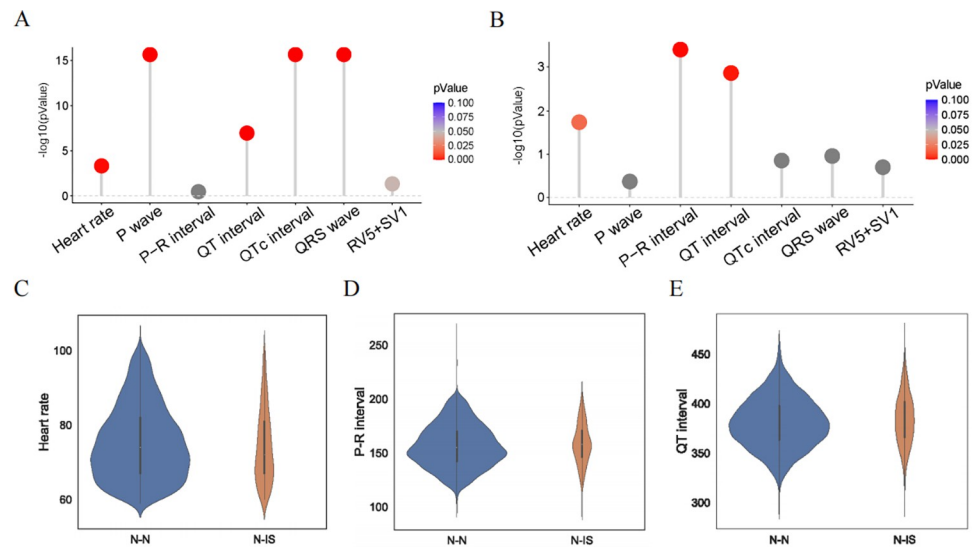 A
-log10(pValue)
15
10
5
0
Heart rate
P wave
P-R interval
QT interval
QTc interval
QRS wave
RV5+SV1
pValue
0.100
0.075
0.050
0.025
0.000
B
-log10(pValue)
3
2
1
0
Heart rate
P wave
P-R interval
QT interval
QTc interval
QRS wave
RV5+SV1
pValue
0.100
0.075
0.050
0.025
0.000
C
Heart rate
100
80
60
N-N
N-IS
D
P-R interval
250
200
150
100
N-N
N-IS
E
QT interval
450
400
350
300
N-N
N-IS